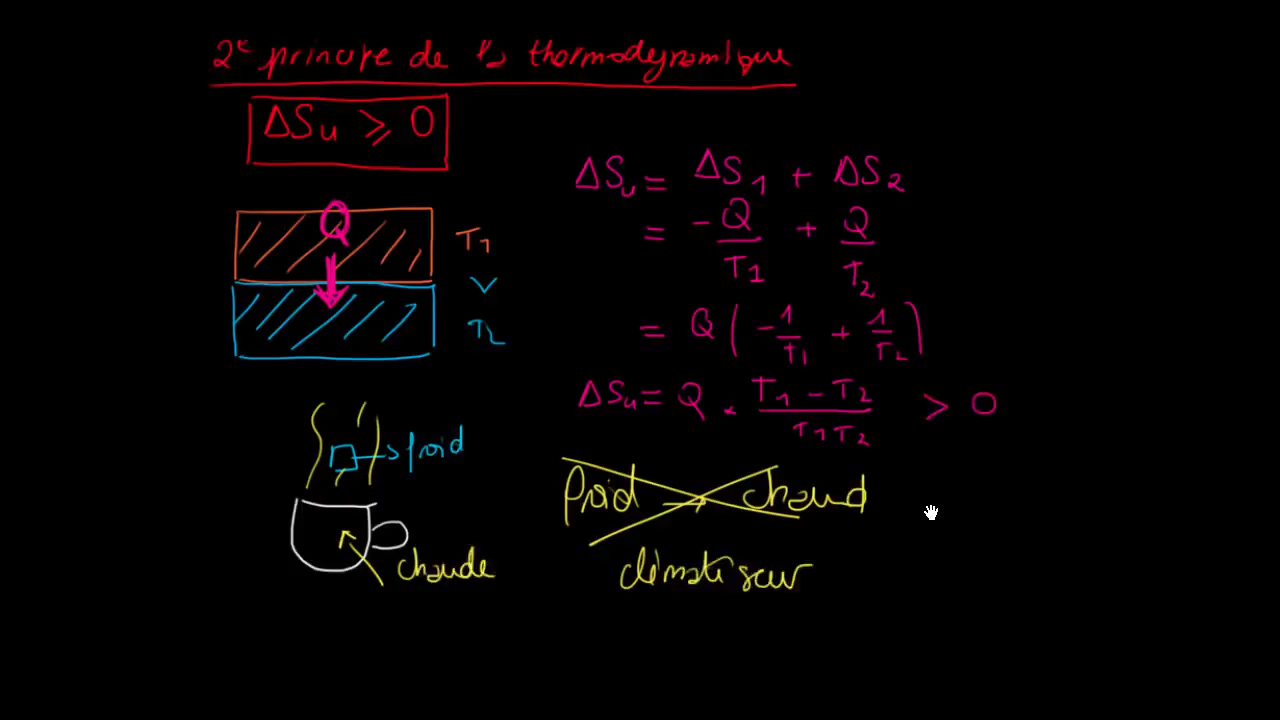 2e principe de la thermodynamique
ΔSu ⩾ 0
Q
T1
V
T2
ΔSu = ΔS1 + ΔS2
= -Q/T1 + Q/T2
= Q(-1/T1 + 1/T2)
ΔSu = Q . T1 - T2/T1T2 > 0
→ froid
chaude
froid → chaud
climatiseur